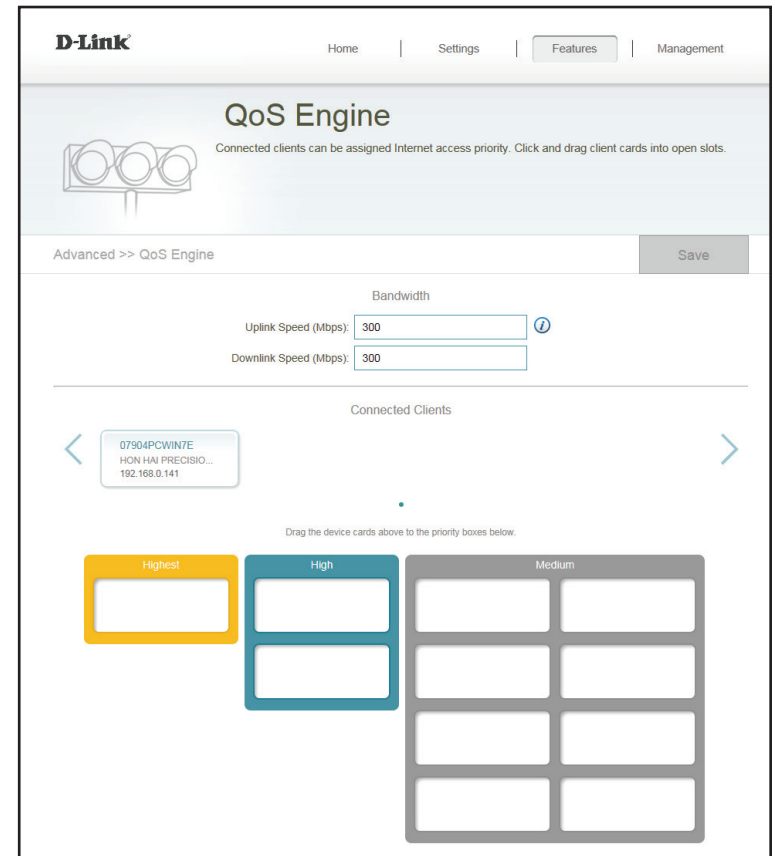 D-Link
Home | Settings | Features | Management
QoS Engine
Connected clients can be assigned Internet access priority. Click and drag client cards into open slots.
Advanced >> QoS Engine
Save
Bandwidth
Uplink Speed (Mbps): 300
Downlink Speed (Mbps): 300
Connected Clients
07904PCWIN7E
HON HAI PRECISIO...
192.168.0.141
Drag the device cards above to the priority boxes below.
Highest
High
Medium